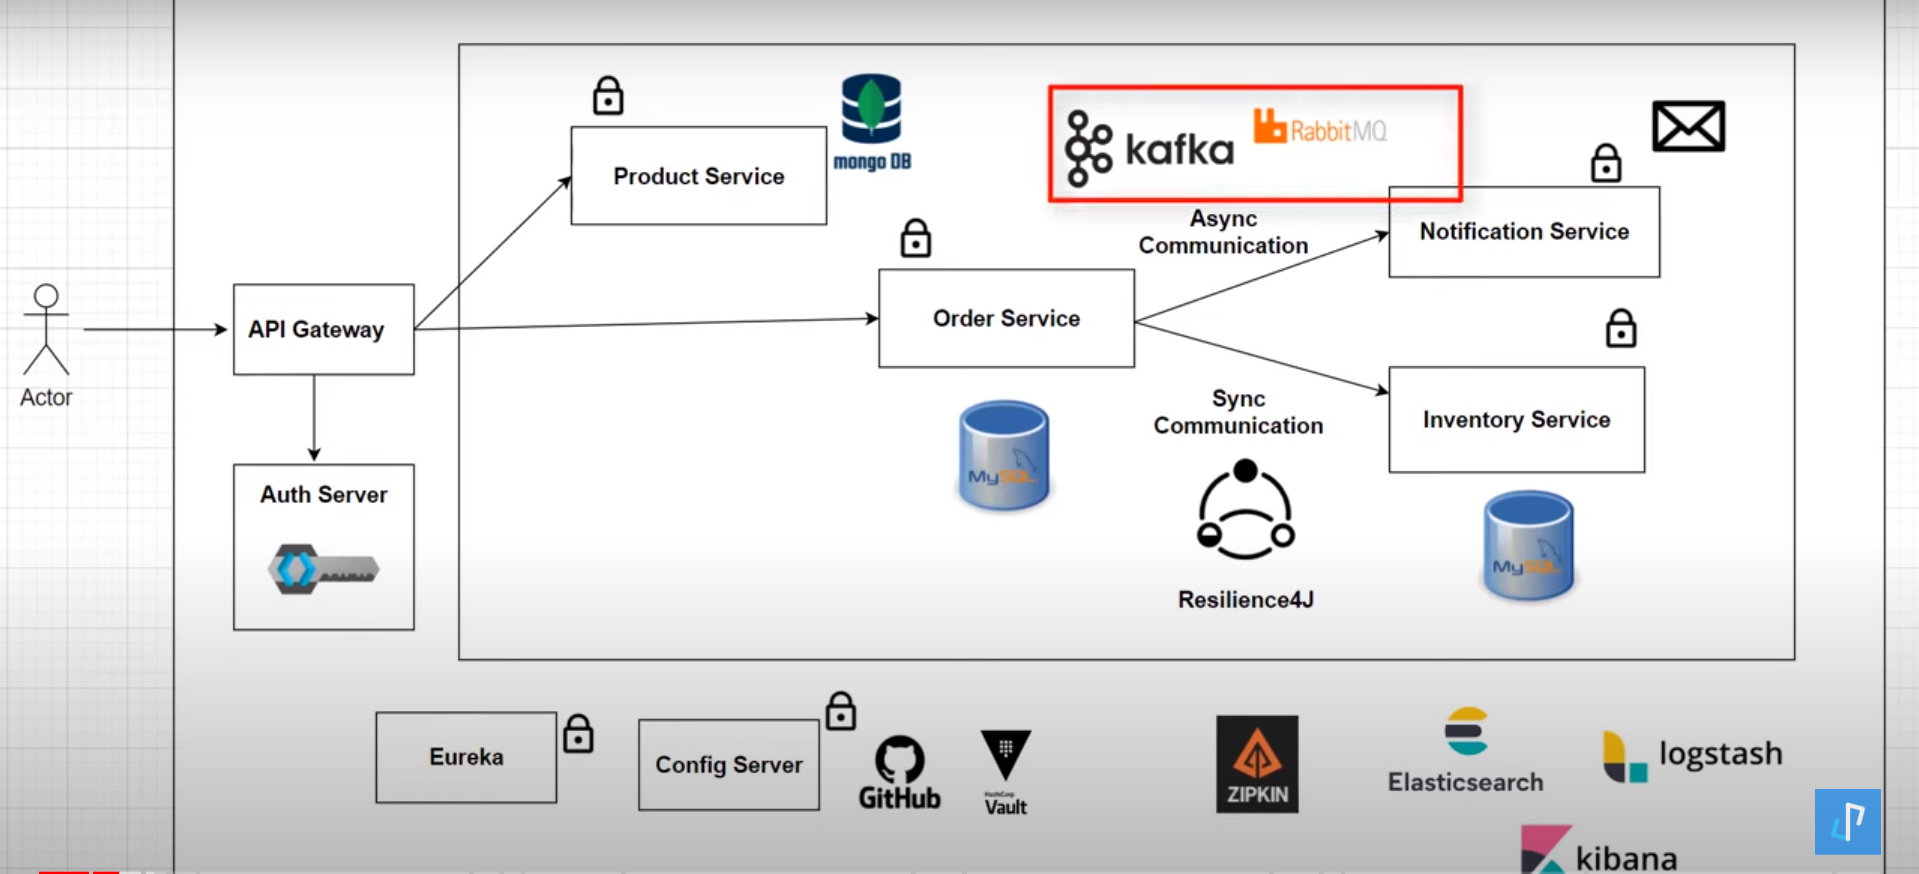 mongo DB
kafka
RabbitMQ
Product Service
Async
Communication
Notification Service
API Gateway
Order Service
Actor
Sync
Communication
Inventory Service
MySQL
Auth Server
MySQL
Resilience4J
Eureka
Config Server
GitHub
HashiCorp
Vault
ZIPKIN
Elasticsearch
logstash
kibana